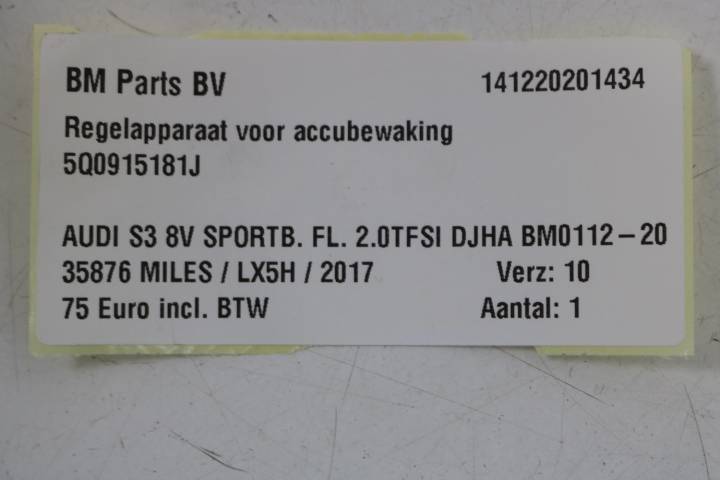 BM Parts BV 141220201434
Regelapparaat voor accubewaking
5Q0915181J
AUDI S3 8V SPORTB. FL. 2.0TFSI DJHA BM0112-20
35876 MILES / LX5H / 2017 Verz: 10
75 Euro incl. BTW Aantal: 1